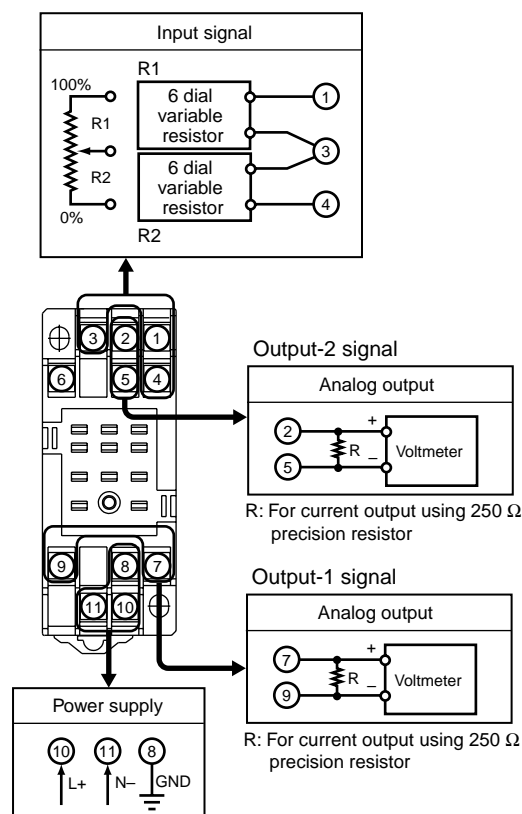 Input signal
R1
100%
R1
R2
0%
6 dial
variable
resistor
6 dial
variable
resistor
R2
1
3
4
3
2
1
6
5
4
9
8
7
11
10
Output-2 signal
Analog output
2
5
+
R
–
Voltmeter
R: For current output using 250 Ω
precision resistor
Output-1 signal
Analog output
7
9
+
R
–
Voltmeter
R: For current output using 250 Ω
precision resistor
Power supply
10
11
8
L+
N–
GND